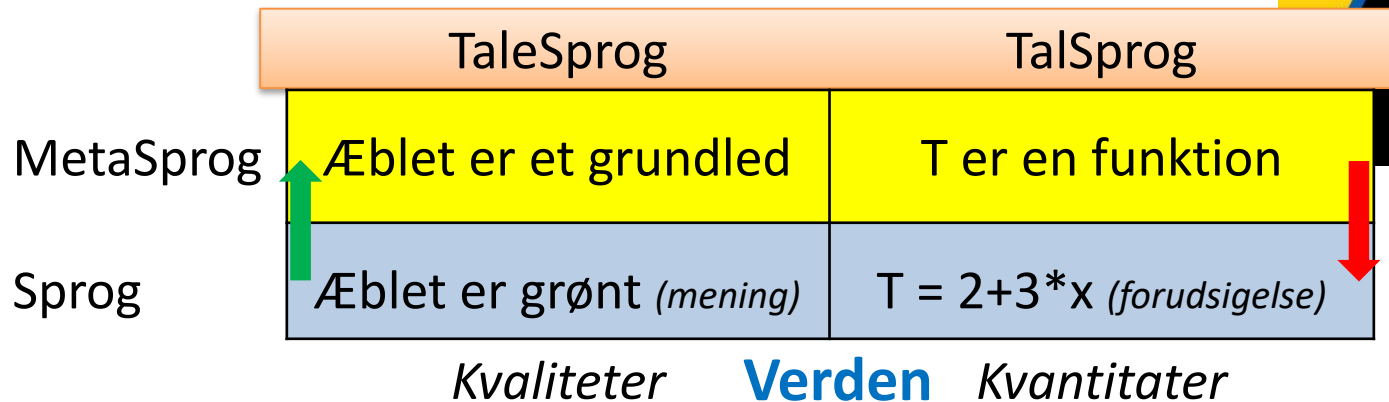 TaleSprog TalSprog
MetaSprog Æblet er et grundled T er en funktion
Sprog Æblet er grønt (mening) T = 2+3*x (forudsigelse)
Kvaliteter Verden Kvantitater